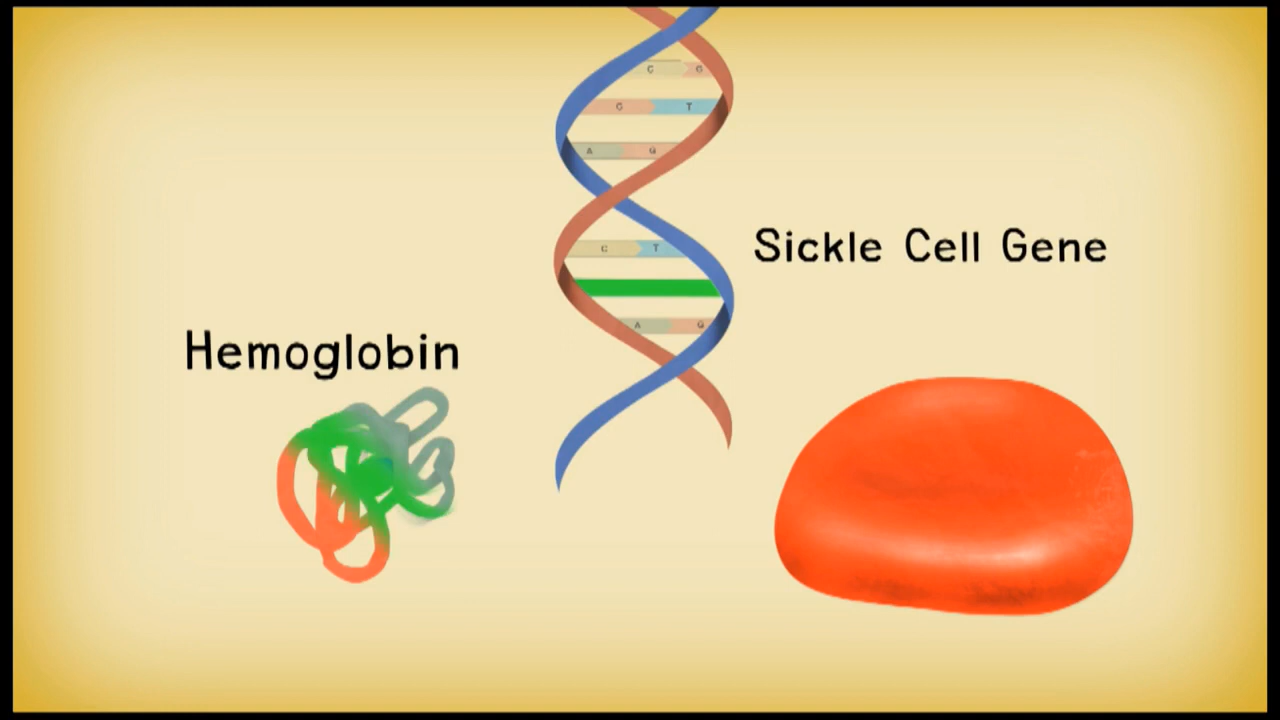 C G
G T
A G
C T
A G
Sickle Cell Gene
Hemoglobin